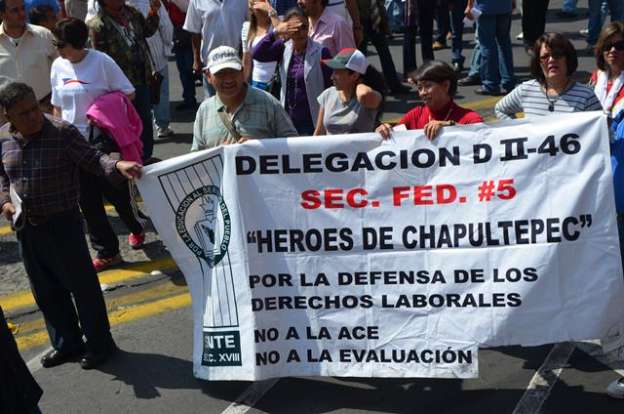 DELEGACION D II-46
SEC. FED. #5
"HEROES DE CHAPULTEPEC"
POR LA DEFENSA DE LOS
DERECHOS LABORALES
NO A LA ACE
NO A LA EVALUACIÓN
SNTE
SEC. XVIII